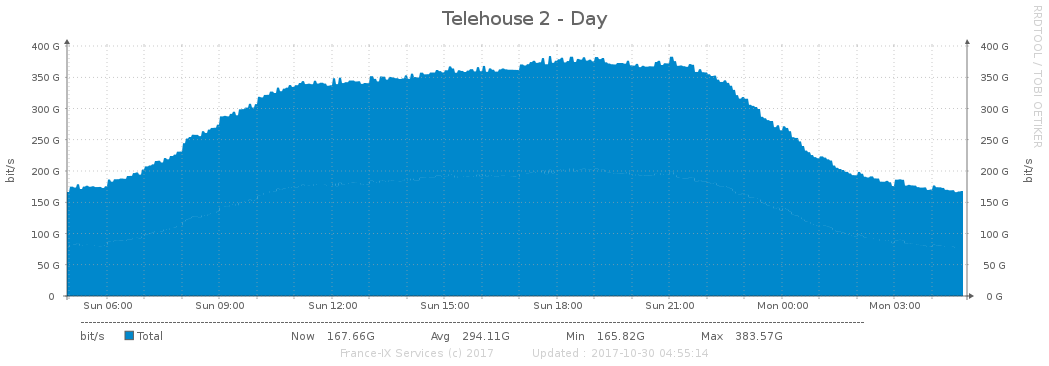 Telehouse 2 - Day
RRDTOOL / TOBI OETIKER
400 G 400 G
350 G 350 G
300 G 300 G
250 G 250 G
200 G 200 G
150 G 150 G
100 G 100 G
50 G 50 G
0 0 G
bit/s bit/s
Sun 06:00 Sun 09:00 Sun 12:00 Sun 15:00 Sun 18:00 Sun 21:00 Mon 00:00 Mon 03:00
bit/s Total Now 167.66G Avg 294.11G Min 165.82G Max 383.57G
France-IX Services (c) 2017 Updated : 2017-10-30 04:55:14